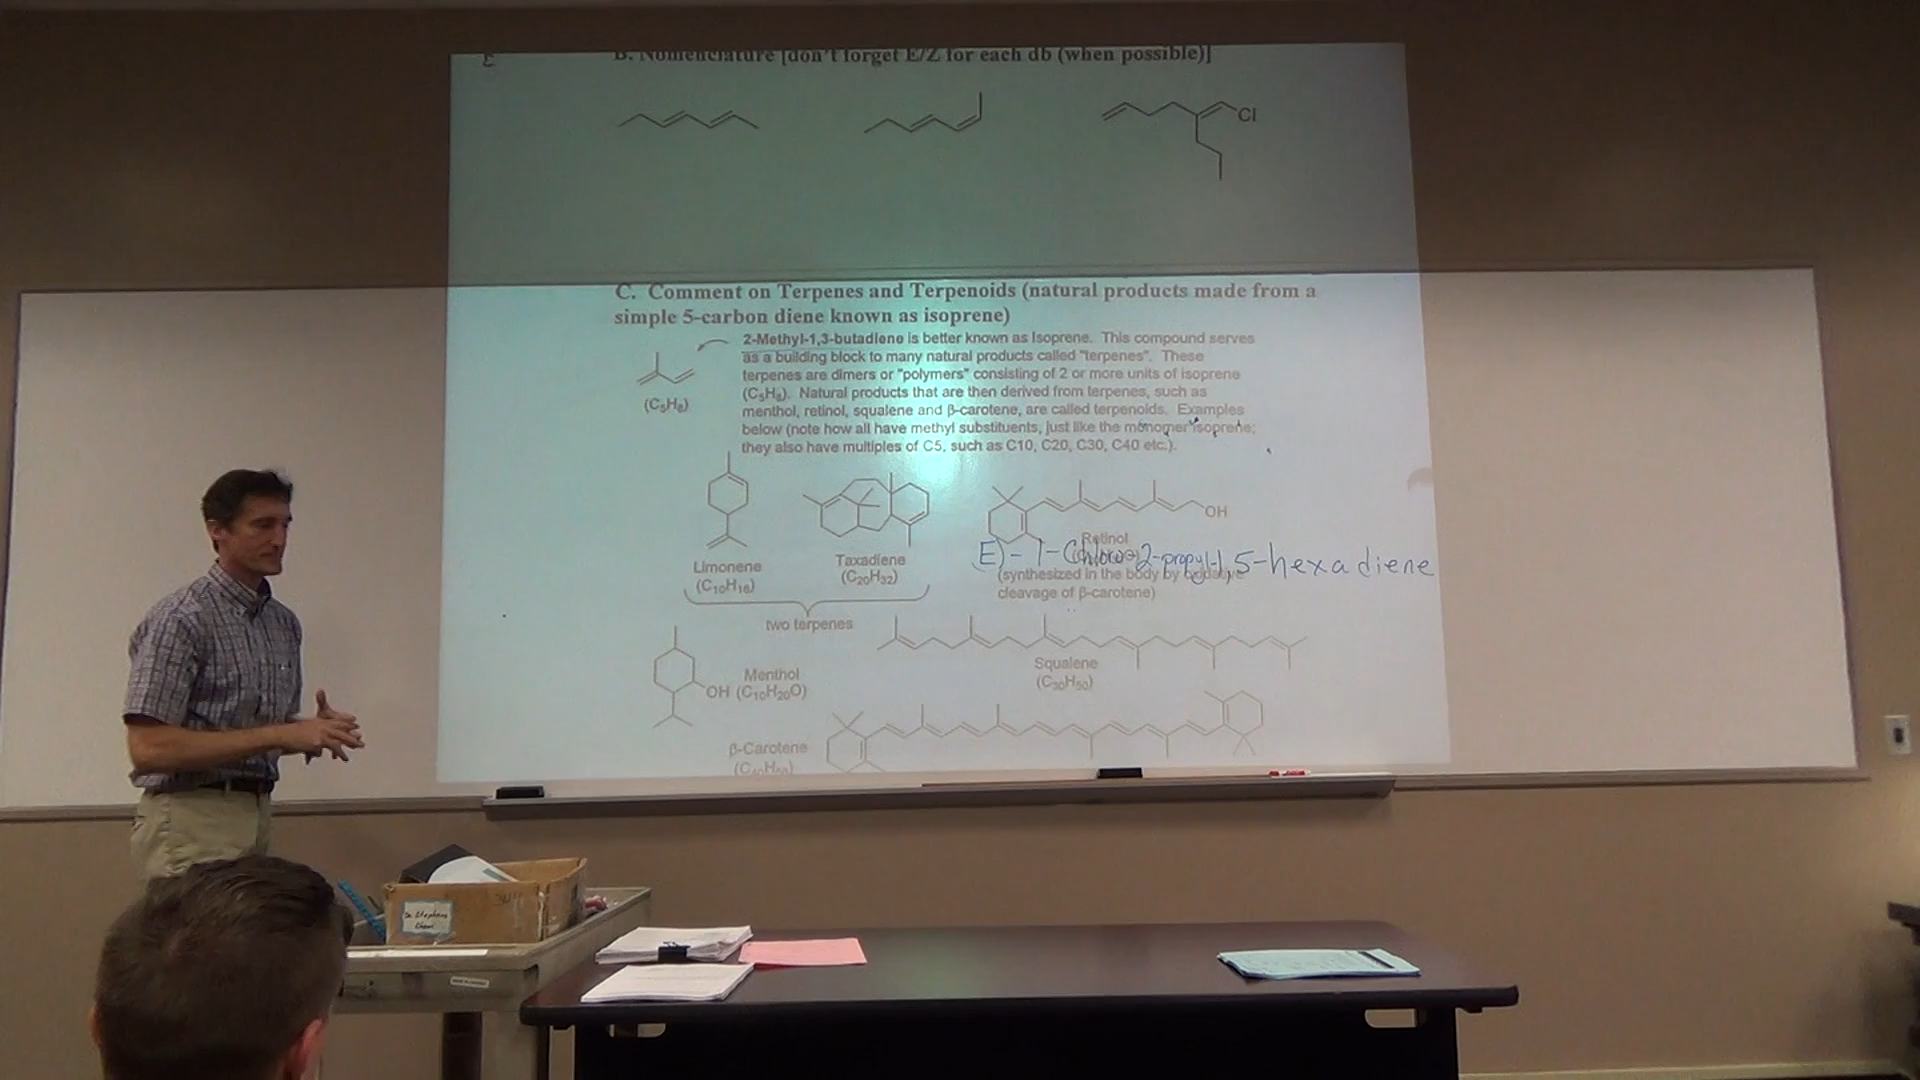 B. Nomenclature [don't forget E/Z for each db (when possible)]
Cl
C. Comment on Terpenes and Terpenoids (natural products made from a
simple 5-carbon diene known as isoprene)
2-Methyl-1,3-butadiene is better known as Isoprene. This compound serves
as a building block to many natural products called "terpenes". These
terpenes are dimers or "polymers" consisting of 2 or more units of isoprene
(C₅H₈). Natural products that are then derived from terpenes, such as
menthol, retinol, squalene and β-carotene, are called terpenoids. Examples
below (note how all have methyl substituents, just like the monomer isoprene;
they also have multiples of C5, such as C10, C20, C30, C40 etc.).
(C₅H₈)
OH
Retinol
E)-1-Chloro-2-propyl-1,5-hexadiene
(synthesized in the body by oxidative
cleavage of β-carotene)
Limonene
(C₁₀H₁₆)
Taxadiene
(C₂₀H₃₂)
two terpenes
Squalene
(C₃₀H₅₀)
Menthol
OH (C₁₀H₂₀O)
β-Carotene
Dr. Stephens
Chem